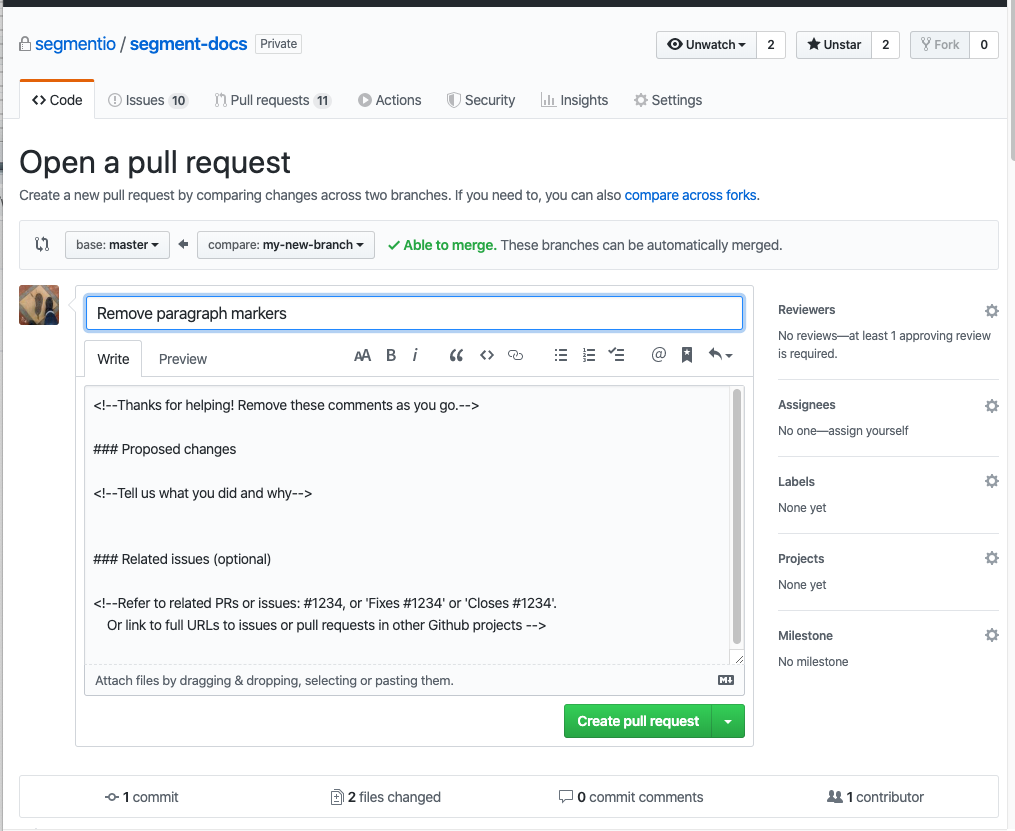 segmentio / segment-docs Private Unwatch 2 Unstar 2 Fork 0
Code Issues 10 Pull requests 11 Actions Security Insights Settings
Open a pull request
Create a new pull request by comparing changes across two branches. If you need to, you can also compare across forks.
base: master compare: my-new-branch Able to merge. These branches can be automatically merged.
Remove paragraph markers
Write Preview AA B i
<!--Thanks for helping! Remove these comments as you go.-->
### Proposed changes
<!--Tell us what you did and why-->
### Related issues (optional)
<!--Refer to related PRs or issues: #1234, or 'Fixes #1234' or 'Closes #1234'.
Or link to full URLs to issues or pull requests in other Github projects -->
Attach files by dragging & dropping, selecting or pasting them.
Create pull request
Reviewers
No reviews—at least 1 approving review
is required.
Assignees
No one—assign yourself
Labels
None yet
Projects
None yet
Milestone
No milestone
1 commit 2 files changed 0 commit comments 1 contributor